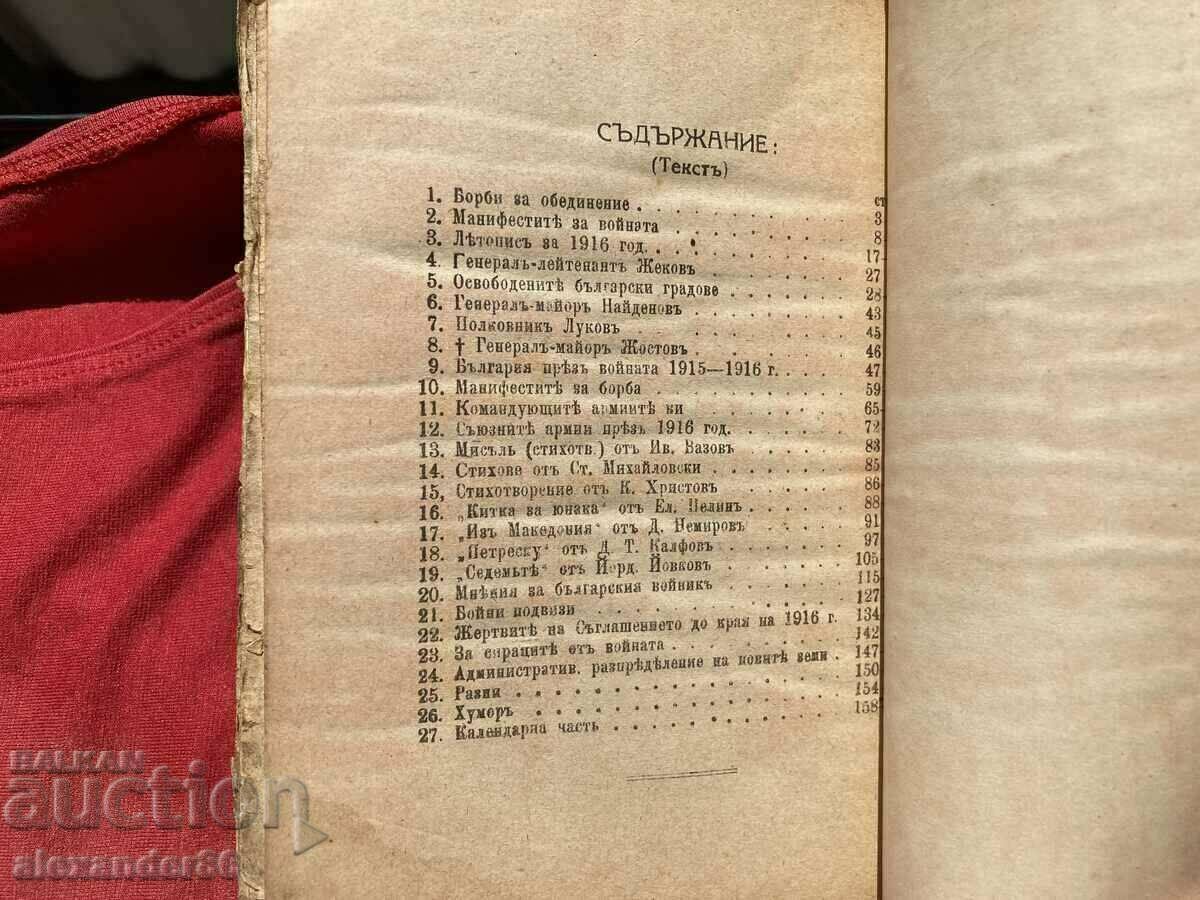 СЪДЪРЖАНИЕ:
(Текстъ)
ст
1. Борби за обединение . . . . . . . . 3
2. Манифеститѣ за войната . . . . . . . 8
3. Лѣтопись за 1916 год. . . . . . . . 17
4. Генералъ-лейтенантъ Жековъ . . . . . 27
5. Освободенитѣ български градове . . . . 28
6. Генералъ-майоръ Найденовъ . . . . . 43
7. Полковникъ Луковъ . . . . . . . 45
8. † Генералъ-майоръ Жостовъ . . . . . 46
9. България прѣзъ войната 1915—1916 г. . . . 47
10. Манифеститѣ за борба . . . . . . 59
11. Командующитѣ армиитѣ ни . . . . . 65
12. Съюзнитѣ армии прѣзъ 1916 год. . . . . 72
13. Мисълъ (стихотв.) отъ Ив. Вазовъ . . . . 83
14. Стихове отъ Ст. Михайловски . . . . . 85
15, Стихотворение отъ К. Христовъ . . . . . 86
16. „Китка за юнака“ отъ Ел. Пелинъ . . . . . 88
17. „Изъ Македония“ отъ Д. Немировъ . . . . 91
18. „Петреску“ отъ Д. Т. Калфовъ . . . . . 97
19. „Седемьтѣ“ отъ Йорд. Йовковъ . . . . . 105
20. Мнѣния за българския войникъ . . . . 115
21. Бойни подвизи . . . . . . . . 127
22. Жертвитѣ на Съглашението до края на 1916 г. 134
23. За сирацитѣ отъ войната . . . . . . 142
24. Административ. разпрѣдѣление на новитѣ земи . 147
25. Разни . . . . . . . . . . 150
26. Хуморъ . . . . . . . . . . 154
27. Календарна часть . . . . . . . 158
BALKAN
auction
alexander80